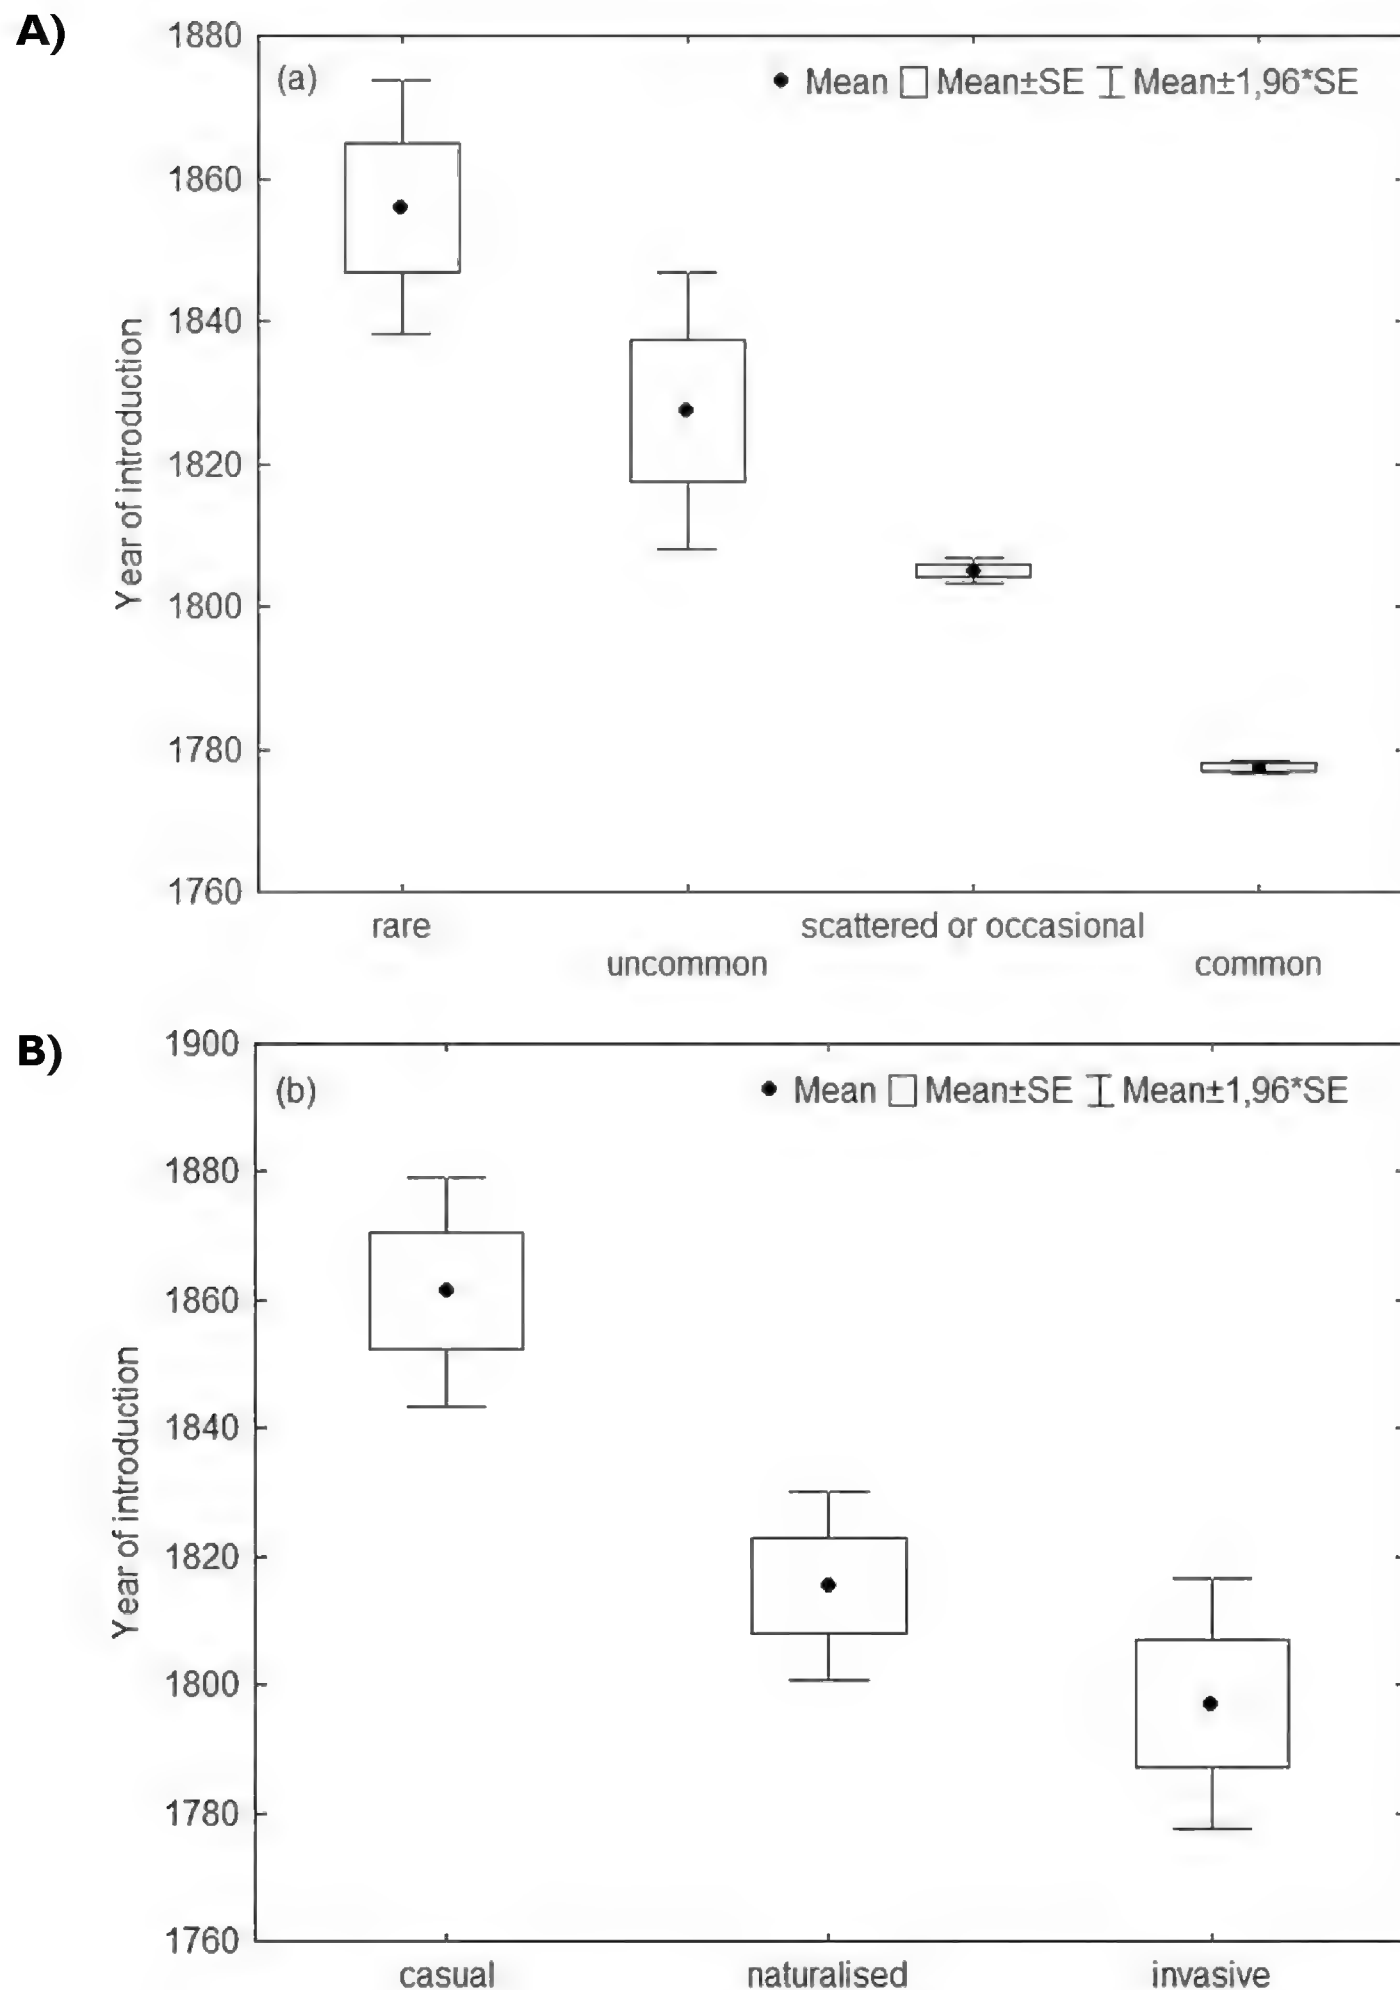 A)
1880
(a)
Mean Mean±SE Mean±1,96*SE
1860
1840
1820
1800
1780
1760
Year of introduction
rare
scattered or occasional
uncommon
common
B)
1900
(b)
Mean Mean±SE Mean±1,96*SE
1880
1860
1840
1820
1800
1780
1760
Year of introduction
casual
naturalised
invasive